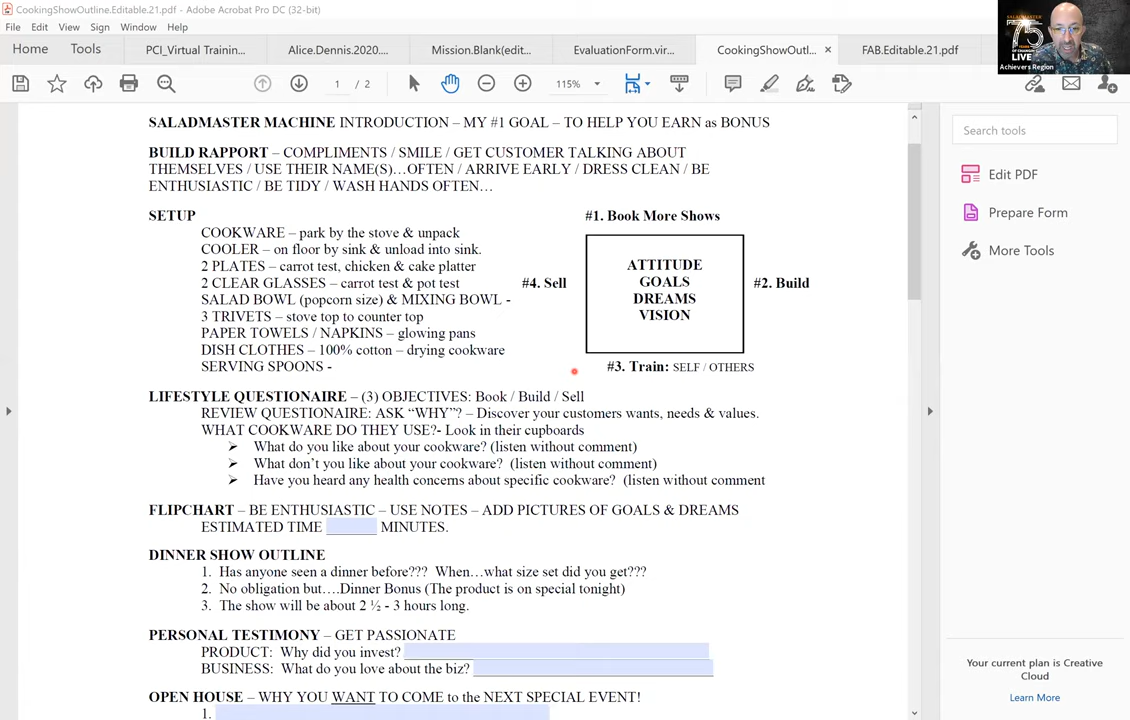 CookingShowOutline.Editable.21.pdf - Adobe Acrobat Pro DC (32-bit)
File Edit View Sign Window Help
Home Tools PCI_Virtual Trainin... Alice.Dennis.2020.... Mission.Blank(edit... EvaluationForm.vir... CookingShowOutl... × FAB.Editable.21.pdf
SALADMASTER
75
YEARS
OF CHANGING
LIVE
Achievers Region
1 / 2 115%
SALADMASTER MACHINE INTRODUCTION – MY #1 GOAL – TO HELP YOU EARN as BONUS
BUILD RAPPORT – COMPLIMENTS / SMILE / GET CUSTOMER TALKING ABOUT
THEMSELVES / USE THEIR NAME(S)…OFTEN / ARRIVE EARLY / DRESS CLEAN / BE
ENTHUSIASTIC / BE TIDY / WASH HANDS OFTEN…
SETUP
COOKWARE – park by the stove & unpack
COOLER – on floor by sink & unload into sink.
2 PLATES – carrot test, chicken & cake platter
2 CLEAR GLASSES – carrot test & pot test
SALAD BOWL (popcorn size) & MIXING BOWL -
3 TRIVETS – stove top to counter top
PAPER TOWELS / NAPKINS – glowing pans
DISH CLOTHES – 100% cotton – drying cookware
SERVING SPOONS -
#1. Book More Shows
ATTITUDE
GOALS
DREAMS
VISION
#4. Sell
#2. Build
#3. Train: SELF / OTHERS
LIFESTYLE QUESTIONAIRE – (3) OBJECTIVES: Book / Build / Sell
REVIEW QUESTIONAIRE: ASK “WHY”? – Discover your customers wants, needs & values.
WHAT COOKWARE DO THEY USE?- Look in their cupboards
➢ What do you like about your cookware? (listen without comment)
➢ What don’t you like about your cookware? (listen without comment)
➢ Have you heard any health concerns about specific cookware? (listen without comment
FLIPCHART – BE ENTHUSIASTIC – USE NOTES – ADD PICTURES OF GOALS & DREAMS
ESTIMATED TIME MINUTES.
DINNER SHOW OUTLINE
1. Has anyone seen a dinner before??? When…what size set did you get???
2. No obligation but….Dinner Bonus (The product is on special tonight)
3. The show will be about 2 ½ - 3 hours long.
PERSONAL TESTIMONY – GET PASSIONATE
PRODUCT: Why did you invest?
BUSINESS: What do you love about the biz?
OPEN HOUSE – WHY YOU WANT TO COME to the NEXT SPECIAL EVENT!
1.
Search tools
Edit PDF
Prepare Form
More Tools
Your current plan is Creative
Cloud
Learn More